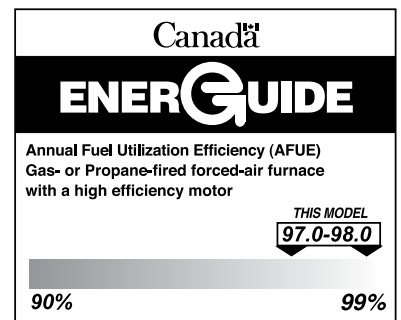 Canada
ENERGUIDE
Annual Fuel Utilization Efficiency (AFUE)
Gas- or Propane-fired forced-air furnace
with a high efficiency motor
THIS MODEL
97.0-98.0
90% 99%